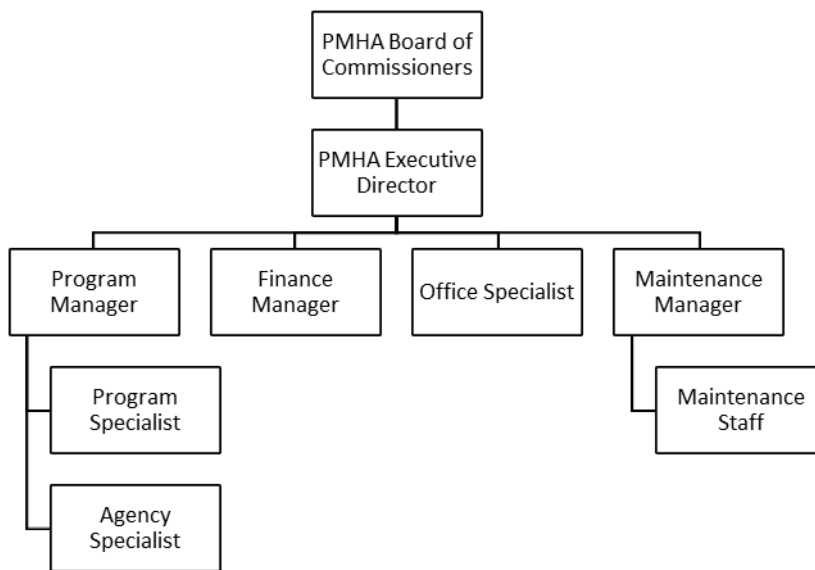 PMHA Board of
Commissioners
PMHA Executive
Director
Program
Manager
Finance
Manager
Office Specialist
Maintenance
Manager
Program
Specialist
Maintenance
Staff
Agency
Specialist